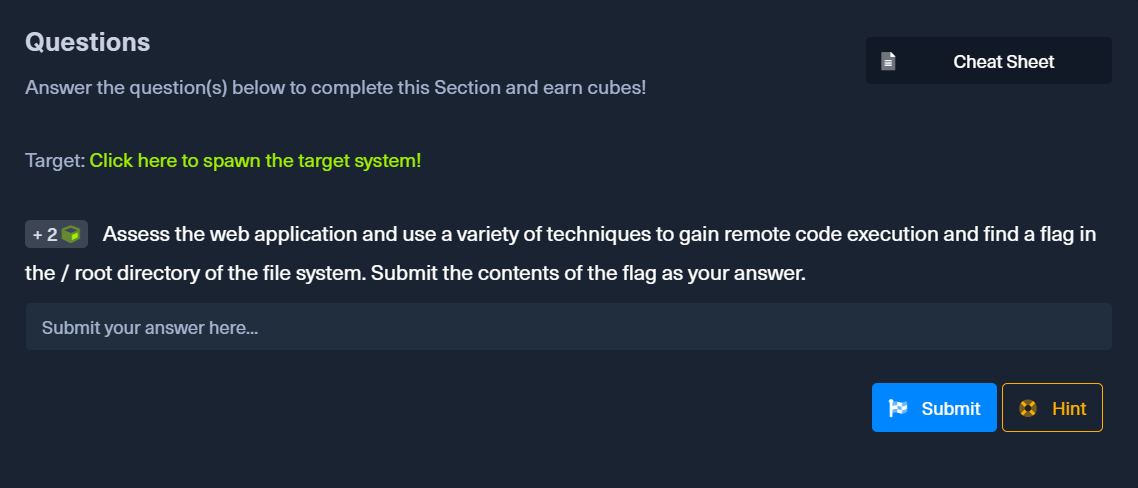 Questions
Cheat Sheet
Answer the question(s) below to complete this Section and earn cubes!
Target: Click here to spawn the target system!
+ 2 Assess the web application and use a variety of techniques to gain remote code execution and find a flag in
the / root directory of the file system. Submit the contents of the flag as your answer.
Submit your answer here...
Submit
Hint